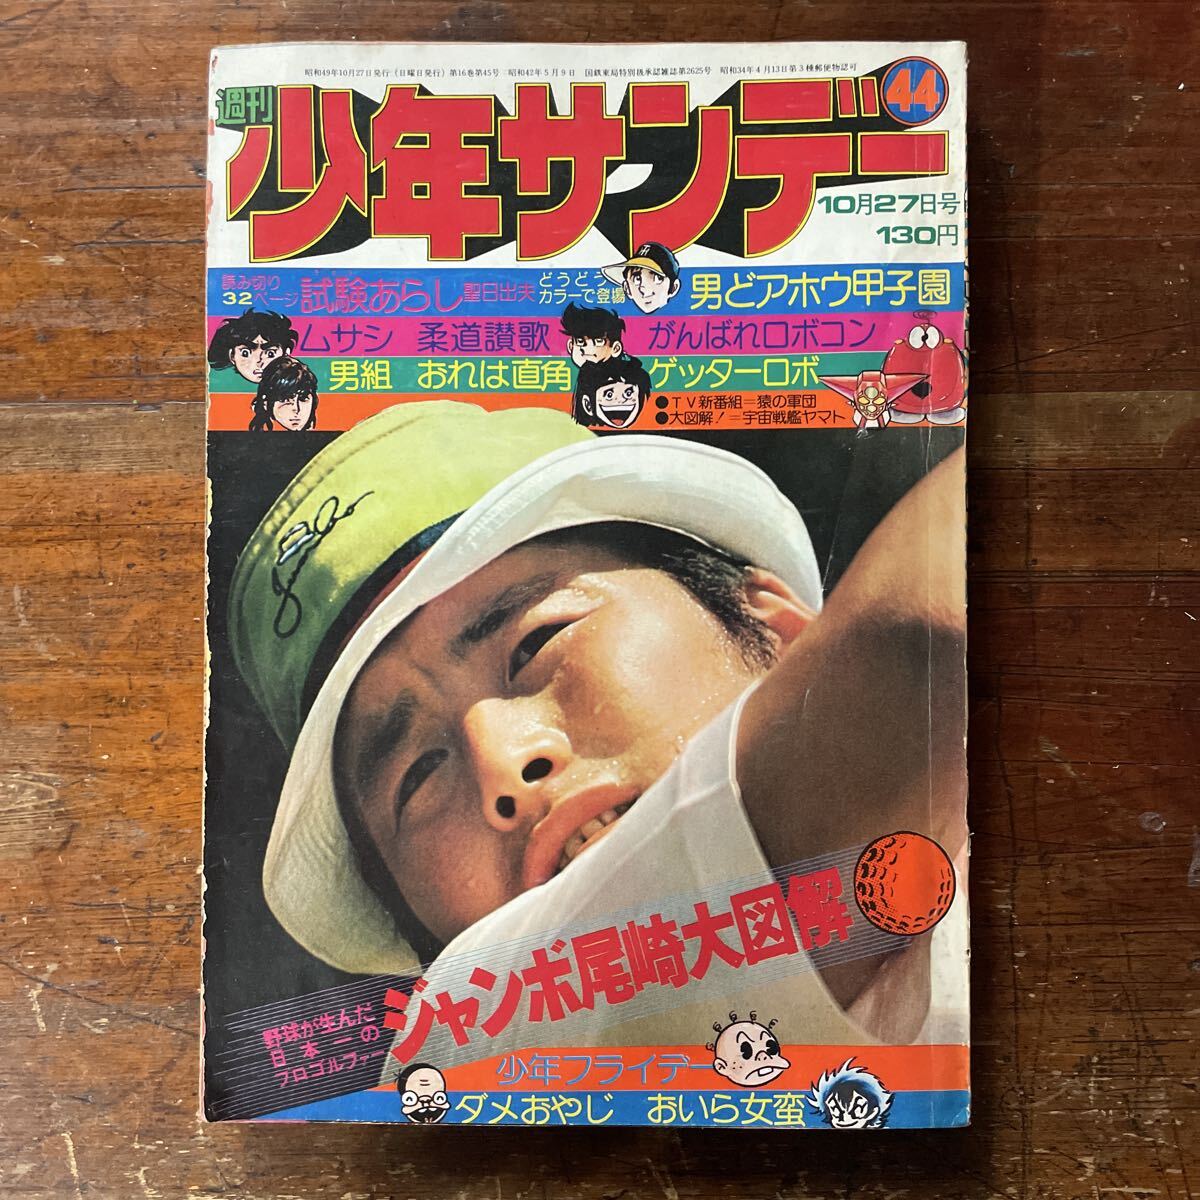 昭和49年10月27日発行(日曜日発行)第16巻第45号 昭和42年5月9日 国鉄東局特別扱承認雑誌第2625号 昭和34年4月13日第3種郵便物認可
週刊
少年サンデー
44
10月27日号
130円
読み切り
32ページ
試験あらし
聖日出夫
どうどう
カラーで登場
男どアホウ甲子園
ムサシ 柔道讃歌
がんばれロボコン
男組 おれは直角
ゲッターロボ
●TV新番組=猿の軍団
●大図解!=宇宙戦艦ヤマト
野球が生んだ
日本一の
プロゴルファー
ジャンボ尾崎大図解
少年フライデー
ダメおやじ おいら女蛮